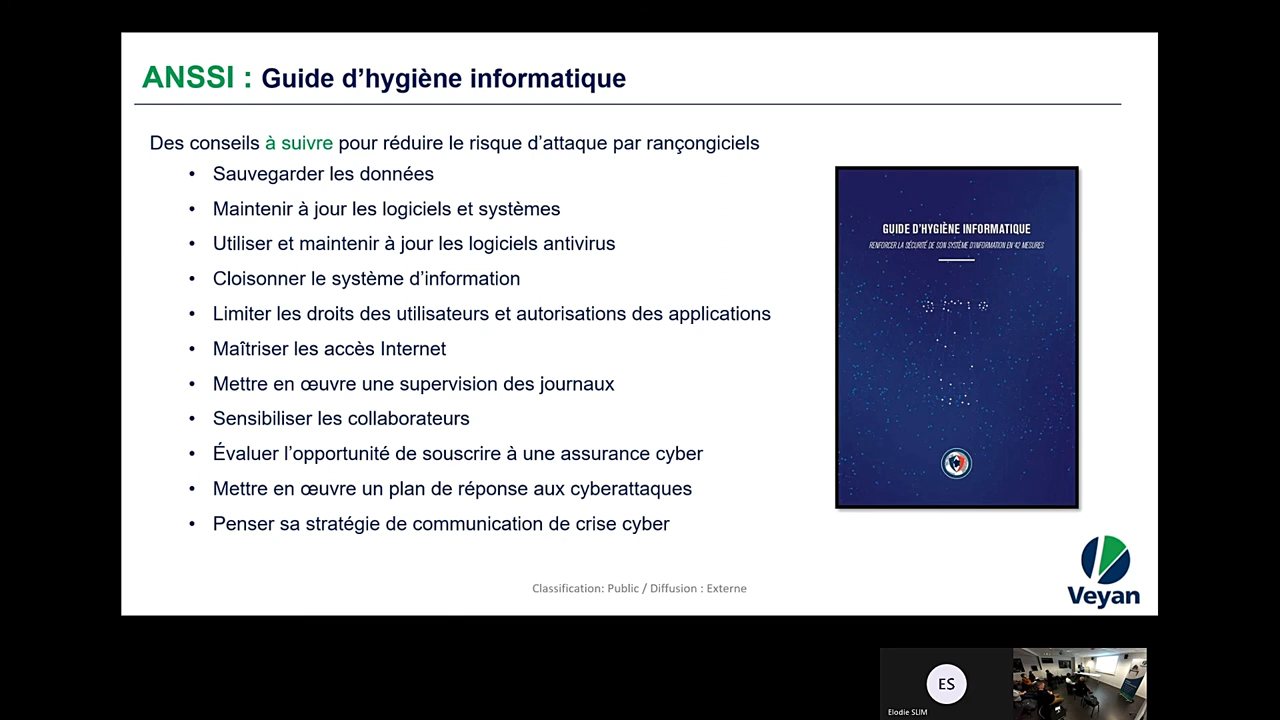 ANSSI : Guide d’hygiène informatique
Des conseils à suivre pour réduire le risque d’attaque par rançongiciels
• Sauvegarder les données
• Maintenir à jour les logiciels et systèmes
• Utiliser et maintenir à jour les logiciels antivirus
• Cloisonner le système d’information
• Limiter les droits des utilisateurs et autorisations des applications
• Maîtriser les accès Internet
• Mettre en œuvre une supervision des journaux
• Sensibiliser les collaborateurs
• Évaluer l’opportunité de souscrire à une assurance cyber
• Mettre en œuvre un plan de réponse aux cyberattaques
• Penser sa stratégie de communication de crise cyber
GUIDE D’HYGIÈNE INFORMATIQUE
RENFORCER LA SÉCURITÉ DE SON SYSTÈME D’INFORMATION EN 42 MESURES
Classification: Public / Diffusion : Externe
Veyan
ES
Elodie SLIM